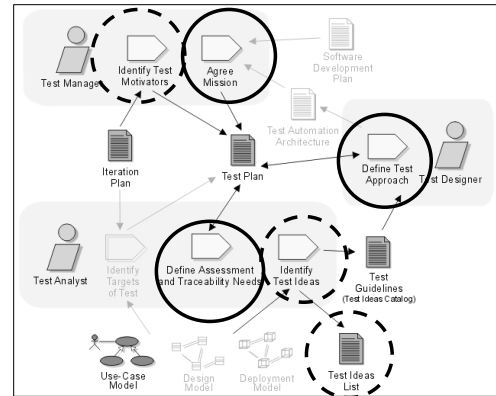 Test Manager
Identify Test
Motivators
Agree
Mission
Software
Development
Plan
Test Automation
Architecture
Iteration
Plan
Test Plan
Define Test
Approach
Test Designer
Test Analyst
Identify
Targets
of Test
Define Assessment
and Traceability Needs
Identify
Test Ideas
Test
Guidelines
(Test Ideas Catalog)
Use-Case
Model
Design
Model
Deployment
Model
Test Ideas
List